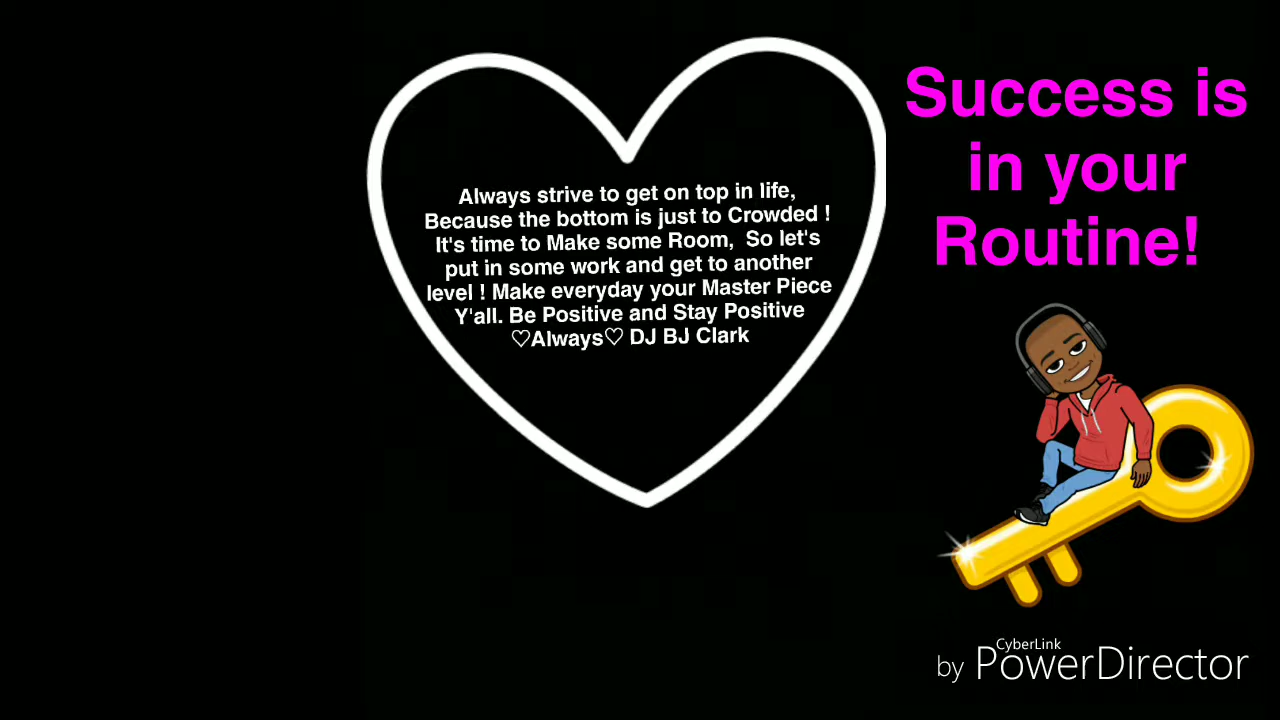 Always strive to get on top in life,
Because the bottom is just to Crowded !
It's time to Make some Room,  So let's
put in some work and get to another
level ! Make everyday your Master Piece
Y'all. Be Positive and Stay Positive
♡Always♡ DJ BJ Clark
Success is
in your
Routine!
CyberLink
by PowerDirector